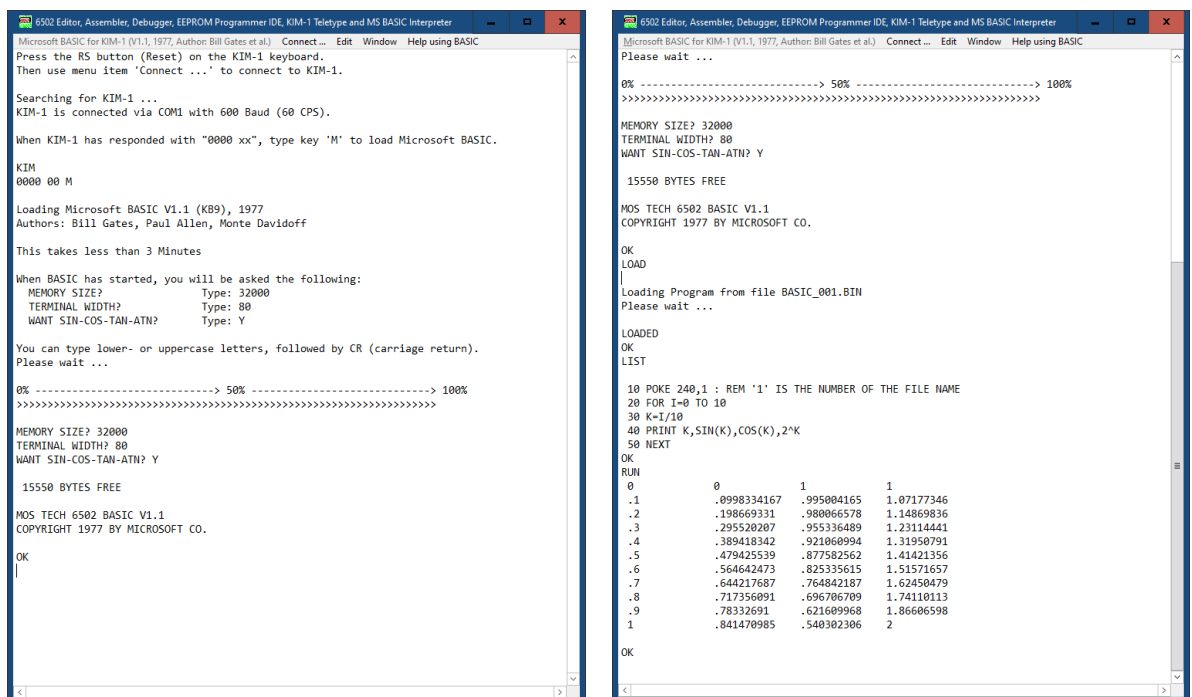 6502 Editor, Assembler, Debugger, EEPROM Programmer IDE, KIM-1 Teletype and MS BASIC Interpreter
Microsoft BASIC for KIM-1 (V1.1, 1977, Author: Bill Gates et al.) Connect ... Edit Window Help using BASIC
Press the RS button (Reset) on the KIM-1 keyboard.
Then use menu item 'Connect ...' to connect to KIM-1.
Searching for KIM-1 ...
KIM-1 is connected via COM1 with 600 Baud (60 CPS).
When KIM-1 has responded with "0000 xx", type key 'M' to load Microsoft BASIC.
KIM
0000 00 M
Loading Microsoft BASIC V1.1 (KB9), 1977
Authors: Bill Gates, Paul Allen, Monte Davidoff
This takes less than 3 Minutes
When BASIC has started, you will be asked the following:
MEMORY SIZE? Type: 32000
TERMINAL WIDTH? Type: 80
WANT SIN-COS-TAN-ATN? Type: Y
You can type lower- or uppercase letters, followed by CR (carriage return).
Please wait ...
0% -----------------------------> 50% -----------------------------> 100%
>>>>>>>>>>>>>>>>>>>>>>>>>>>>>>>>>>>>>>>>>>>>>>>>>>>>>>>>>>>>>>>>>>>>
MEMORY SIZE? 32000
TERMINAL WIDTH? 80
WANT SIN-COS-TAN-ATN? Y
15550 BYTES FREE
MOS TECH 6502 BASIC V1.1
COPYRIGHT 1977 BY MICROSOFT CO.
OK
6502 Editor, Assembler, Debugger, EEPROM Programmer IDE, KIM-1 Teletype and MS BASIC Interpreter
Microsoft BASIC for KIM-1 (V1.1, 1977, Author: Bill Gates et al.) Connect ... Edit Window Help using BASIC
Please wait ...
0% -----------------------------> 50% -----------------------------> 100%
>>>>>>>>>>>>>>>>>>>>>>>>>>>>>>>>>>>>>>>>>>>>>>>>>>>>>>>>>>>>>>>>>>>>
MEMORY SIZE? 32000
TERMINAL WIDTH? 80
WANT SIN-COS-TAN-ATN? Y
15550 BYTES FREE
MOS TECH 6502 BASIC V1.1
COPYRIGHT 1977 BY MICROSOFT CO.
OK
LOAD
Loading Program from file BASIC_001.BIN
Please wait ...
LOADED
OK
LIST
10 POKE 240,1 : REM '1' IS THE NUMBER OF THE FILE NAME
20 FOR I=0 TO 10
30 K=I/10
40 PRINT K,SIN(K),COS(K),2^K
50 NEXT
OK
RUN
0 0 1 1
.1 .0998334167 .995004165 1.07177346
.2 .198669331 .980066578 1.14869836
.3 .295520207 .955336489 1.23114441
.4 .389418342 .921060994 1.31950791
.5 .479425539 .877582562 1.41421356
.6 .564642473 .825335615 1.51571657
.7 .644217687 .764842187 1.62450479
.8 .717356091 .696706709 1.74110113
.9 .78332691 .621609968 1.86606598
1 .841470985 .540302306 2
OK